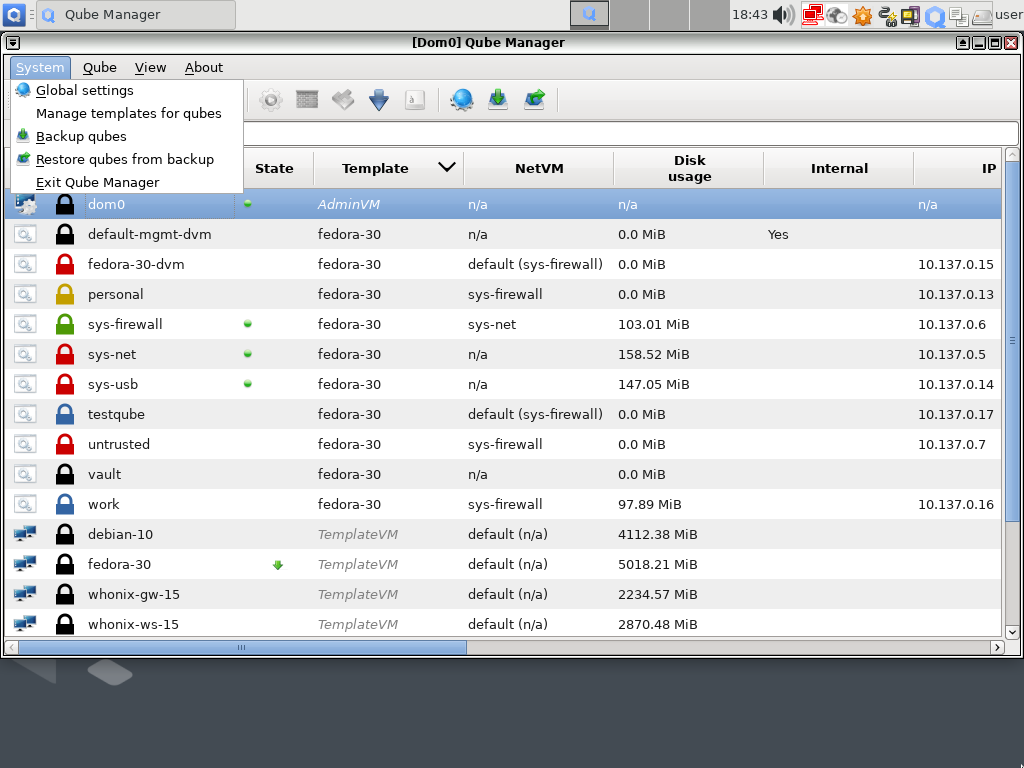 Qube Manager
18:43
user
[Dom0] Qube Manager
System Qube View About
Global settings
Manage templates for qubes
Backup qubes
Restore qubes from backup
Exit Qube Manager
State Template NetVM Disk usage Internal IP
dom0 AdminVM n/a n/a n/a
default-mgmt-dvm fedora-30 n/a 0.0 MiB Yes
fedora-30-dvm fedora-30 default (sys-firewall) 0.0 MiB 10.137.0.15
personal fedora-30 sys-firewall 0.0 MiB 10.137.0.13
sys-firewall fedora-30 sys-net 103.01 MiB 10.137.0.6
sys-net fedora-30 n/a 158.52 MiB 10.137.0.5
sys-usb fedora-30 n/a 147.05 MiB 10.137.0.14
testqube fedora-30 default (sys-firewall) 0.0 MiB 10.137.0.17
untrusted fedora-30 sys-firewall 0.0 MiB 10.137.0.7
vault fedora-30 n/a 0.0 MiB
work fedora-30 sys-firewall 97.89 MiB 10.137.0.16
debian-10 TemplateVM default (n/a) 4112.38 MiB
fedora-30 TemplateVM default (n/a) 5018.21 MiB
whonix-gw-15 TemplateVM default (n/a) 2234.57 MiB
whonix-ws-15 TemplateVM default (n/a) 2870.48 MiB